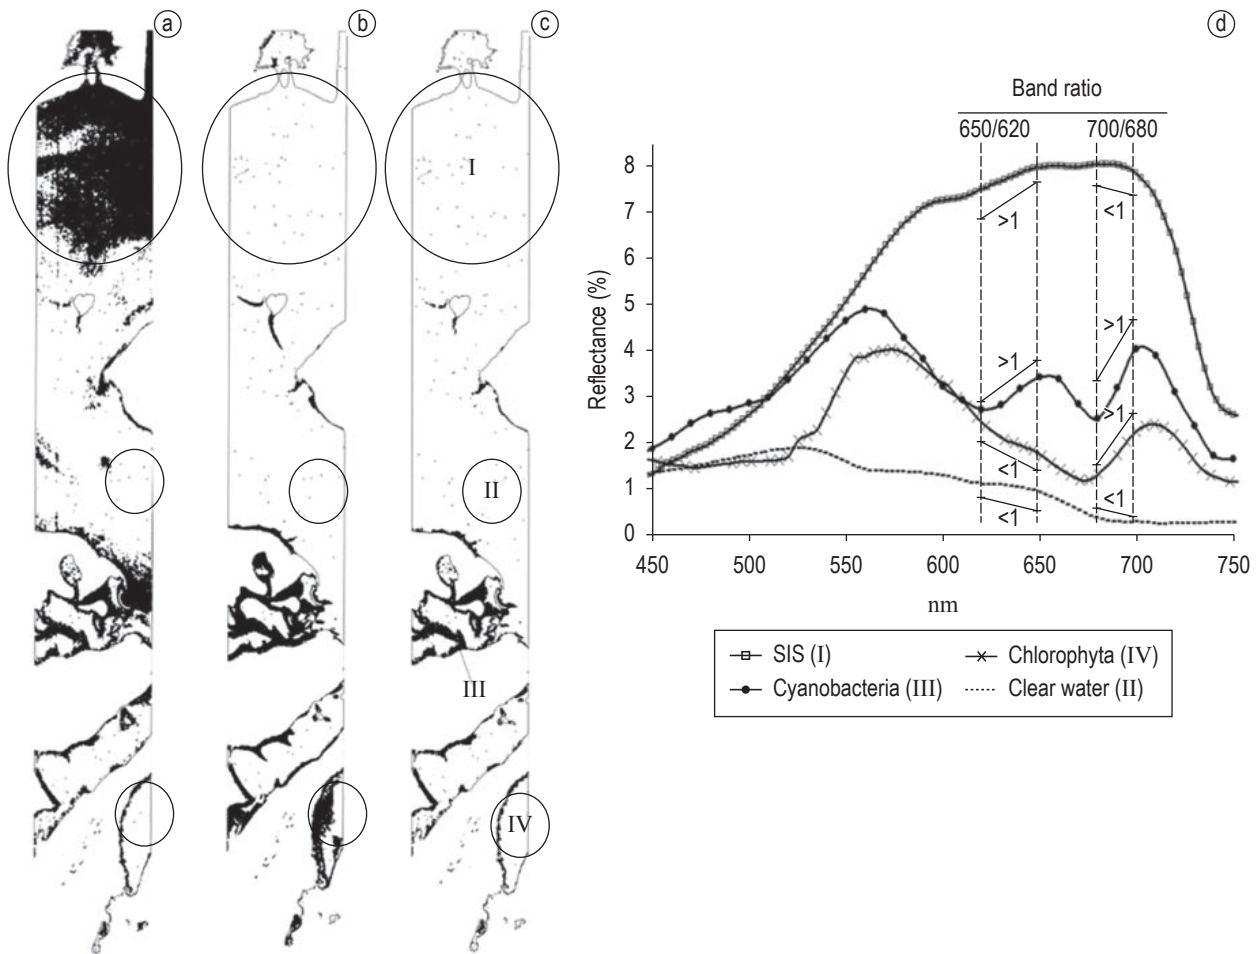 a
b
c
d
I
II
III
IV
Band ratio
650/620
700/680
Reflectance (%)
8
7
6
5
4
3
2
1
0
>1
<1
>1
>1
>1
<1
<1
<1
<1
450
500
550
600
650
700
750
nm
SIS (I)
Chlorophyta (IV)
Cyanobacteria (III)
Clear water (II)